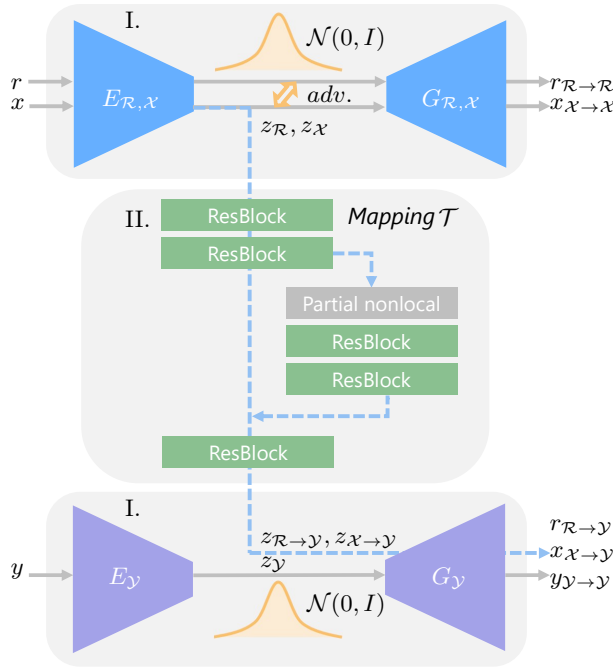 I.
𝒩(0, I)
r
E_{ℛ,𝒳}
adv.
G_{ℛ,𝒳}
r_{ℛ→ℛ}
x
x_{𝒳→𝒳}
z_ℛ, z_𝒳
II.
ResBlock
Mapping 𝒯
ResBlock
Partial nonlocal
ResBlock
ResBlock
ResBlock
I.
r_{ℛ→𝒴}
z_{ℛ→𝒴}, z_{𝒳→𝒴}
x_{𝒳→𝒴}
z_𝒴
y
E_𝒴
G_𝒴
y_{𝒴→𝒴}
𝒩(0, I)